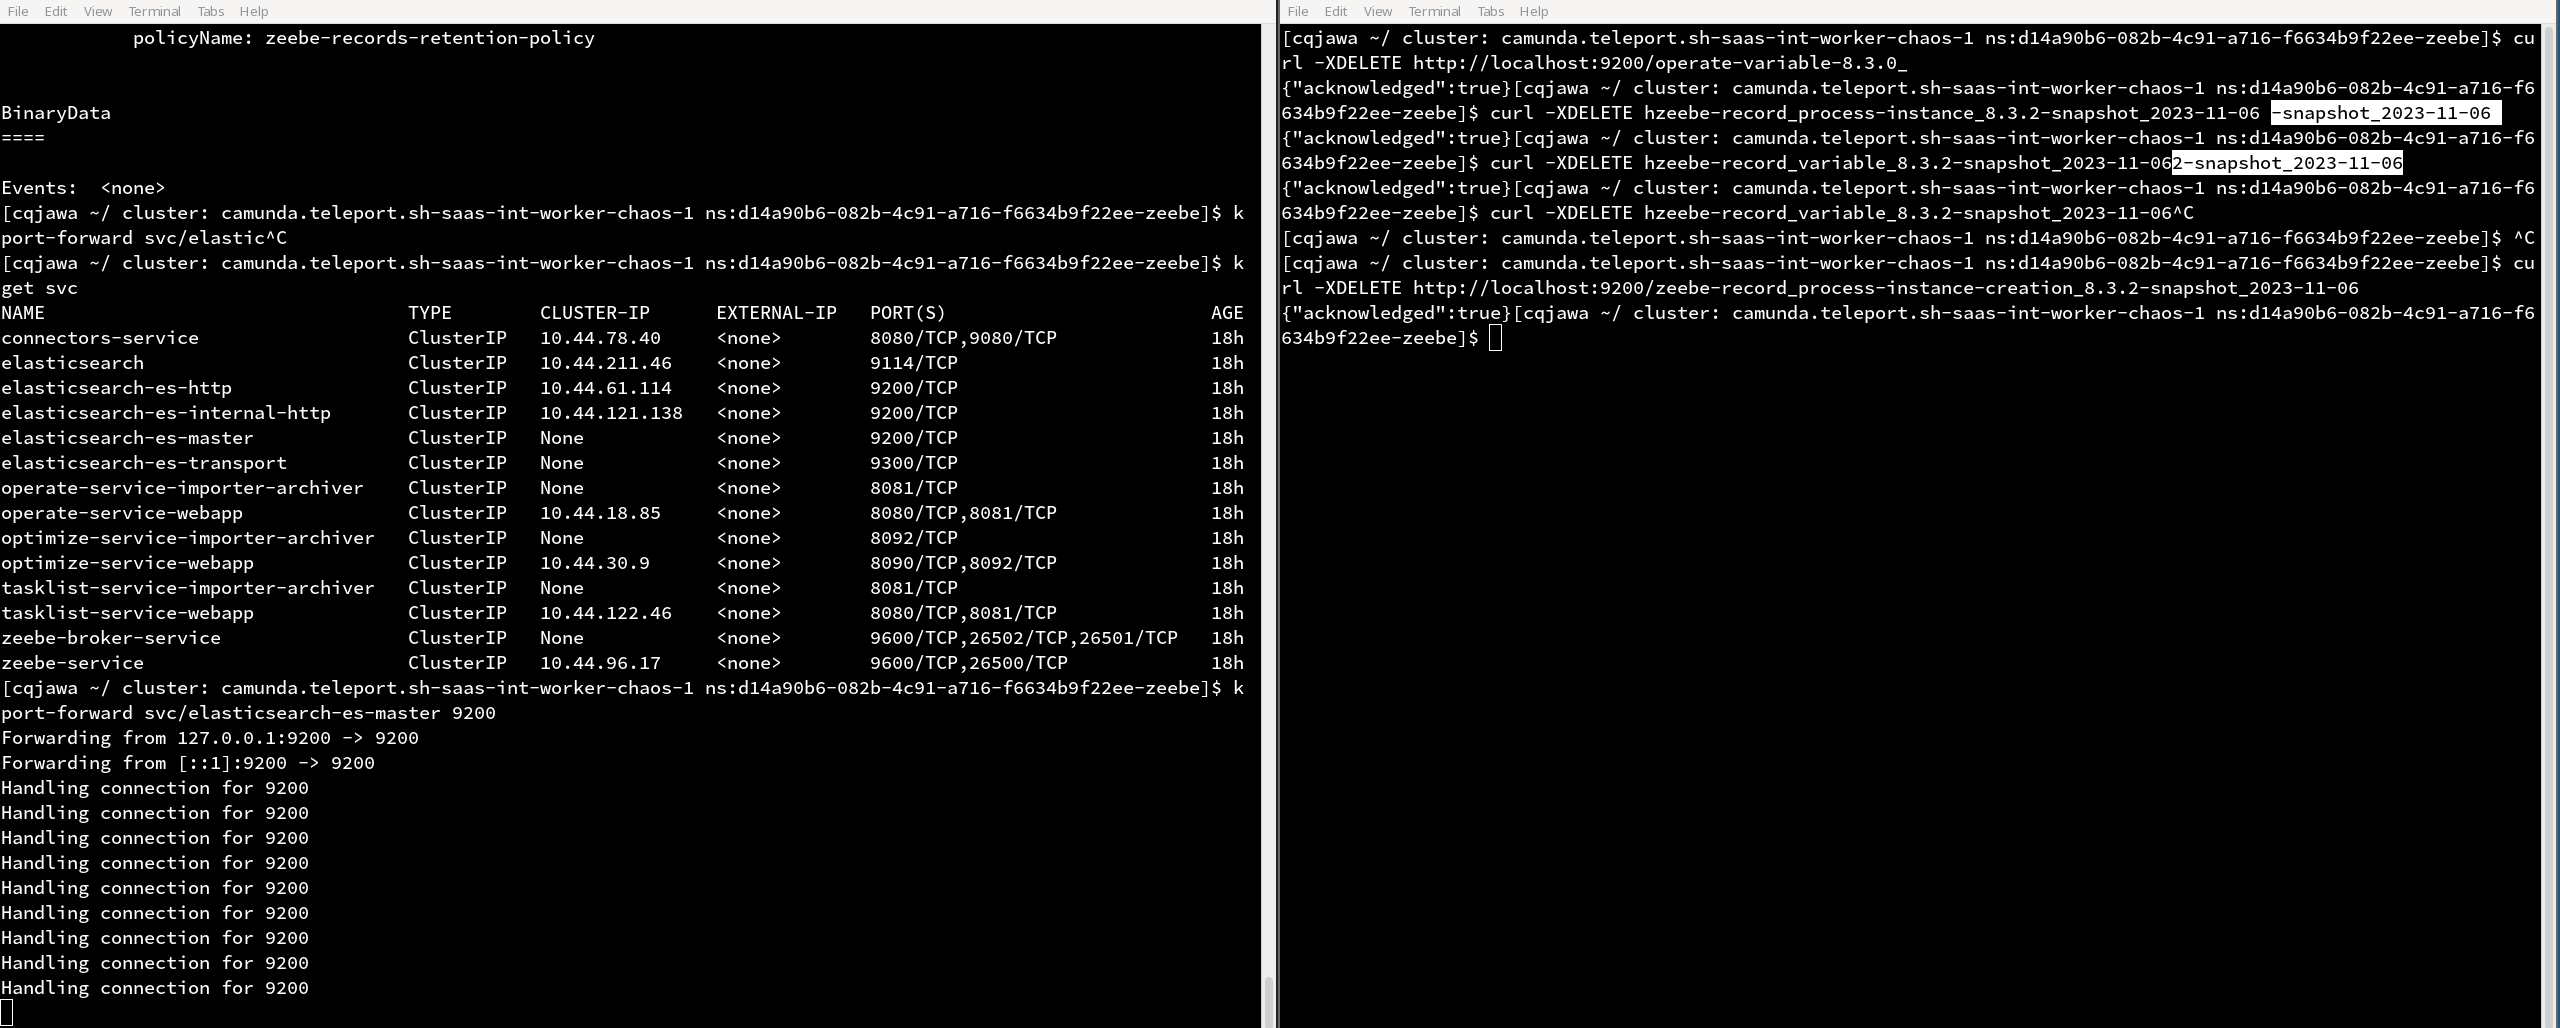 File Edit View Terminal Tabs Help
policyName: zeebe-records-retention-policy
BinaryData
====
Events:  <none>
[cqjawa ~/ cluster: camunda.teleport.sh-saas-int-worker-chaos-1 ns:d14a90b6-082b-4c91-a716-f6634b9f22ee-zeebe]$ k
port-forward svc/elastic^C
[cqjawa ~/ cluster: camunda.teleport.sh-saas-int-worker-chaos-1 ns:d14a90b6-082b-4c91-a716-f6634b9f22ee-zeebe]$ k
get svc
NAME TYPE CLUSTER-IP EXTERNAL-IP PORT(S) AGE
connectors-service ClusterIP 10.44.78.40 <none> 8080/TCP,9080/TCP 18h
elasticsearch ClusterIP 10.44.211.46 <none> 9114/TCP 18h
elasticsearch-es-http ClusterIP 10.44.61.114 <none> 9200/TCP 18h
elasticsearch-es-internal-http ClusterIP 10.44.121.138 <none> 9200/TCP 18h
elasticsearch-es-master ClusterIP None <none> 9200/TCP 18h
elasticsearch-es-transport ClusterIP None <none> 9300/TCP 18h
operate-service-importer-archiver ClusterIP None <none> 8081/TCP 18h
operate-service-webapp ClusterIP 10.44.18.85 <none> 8080/TCP,8081/TCP 18h
optimize-service-importer-archiver ClusterIP None <none> 8092/TCP 18h
optimize-service-webapp ClusterIP 10.44.30.9 <none> 8090/TCP,8092/TCP 18h
tasklist-service-importer-archiver ClusterIP None <none> 8081/TCP 18h
tasklist-service-webapp ClusterIP 10.44.122.46 <none> 8080/TCP,8081/TCP 18h
zeebe-broker-service ClusterIP None <none> 9600/TCP,26502/TCP,26501/TCP 18h
zeebe-service ClusterIP 10.44.96.17 <none> 9600/TCP,26500/TCP 18h
[cqjawa ~/ cluster: camunda.teleport.sh-saas-int-worker-chaos-1 ns:d14a90b6-082b-4c91-a716-f6634b9f22ee-zeebe]$ k
port-forward svc/elasticsearch-es-master 9200
Forwarding from 127.0.0.1:9200 -> 9200
Forwarding from [::1]:9200 -> 9200
Handling connection for 9200
Handling connection for 9200
Handling connection for 9200
Handling connection for 9200
Handling connection for 9200
Handling connection for 9200
Handling connection for 9200
Handling connection for 9200
Handling connection for 9200
File Edit View Terminal Tabs Help
[cqjawa ~/ cluster: camunda.teleport.sh-saas-int-worker-chaos-1 ns:d14a90b6-082b-4c91-a716-f6634b9f22ee-zeebe]$ cu
rl -XDELETE http://localhost:9200/operate-variable-8.3.0_
{"acknowledged":true}[cqjawa ~/ cluster: camunda.teleport.sh-saas-int-worker-chaos-1 ns:d14a90b6-082b-4c91-a716-f6
634b9f22ee-zeebe]$ curl -XDELETE hzeebe-record_process-instance_8.3.2-snapshot_2023-11-06 -snapshot_2023-11-06
{"acknowledged":true}[cqjawa ~/ cluster: camunda.teleport.sh-saas-int-worker-chaos-1 ns:d14a90b6-082b-4c91-a716-f6
634b9f22ee-zeebe]$ curl -XDELETE hzeebe-record_variable_8.3.2-snapshot_2023-11-062-snapshot_2023-11-06
{"acknowledged":true}[cqjawa ~/ cluster: camunda.teleport.sh-saas-int-worker-chaos-1 ns:d14a90b6-082b-4c91-a716-f6
634b9f22ee-zeebe]$ curl -XDELETE hzeebe-record_variable_8.3.2-snapshot_2023-11-06^C
[cqjawa ~/ cluster: camunda.teleport.sh-saas-int-worker-chaos-1 ns:d14a90b6-082b-4c91-a716-f6634b9f22ee-zeebe]$ ^C
[cqjawa ~/ cluster: camunda.teleport.sh-saas-int-worker-chaos-1 ns:d14a90b6-082b-4c91-a716-f6634b9f22ee-zeebe]$ cu
rl -XDELETE http://localhost:9200/zeebe-record_process-instance-creation_8.3.2-snapshot_2023-11-06
{"acknowledged":true}[cqjawa ~/ cluster: camunda.teleport.sh-saas-int-worker-chaos-1 ns:d14a90b6-082b-4c91-a716-f6
634b9f22ee-zeebe]$